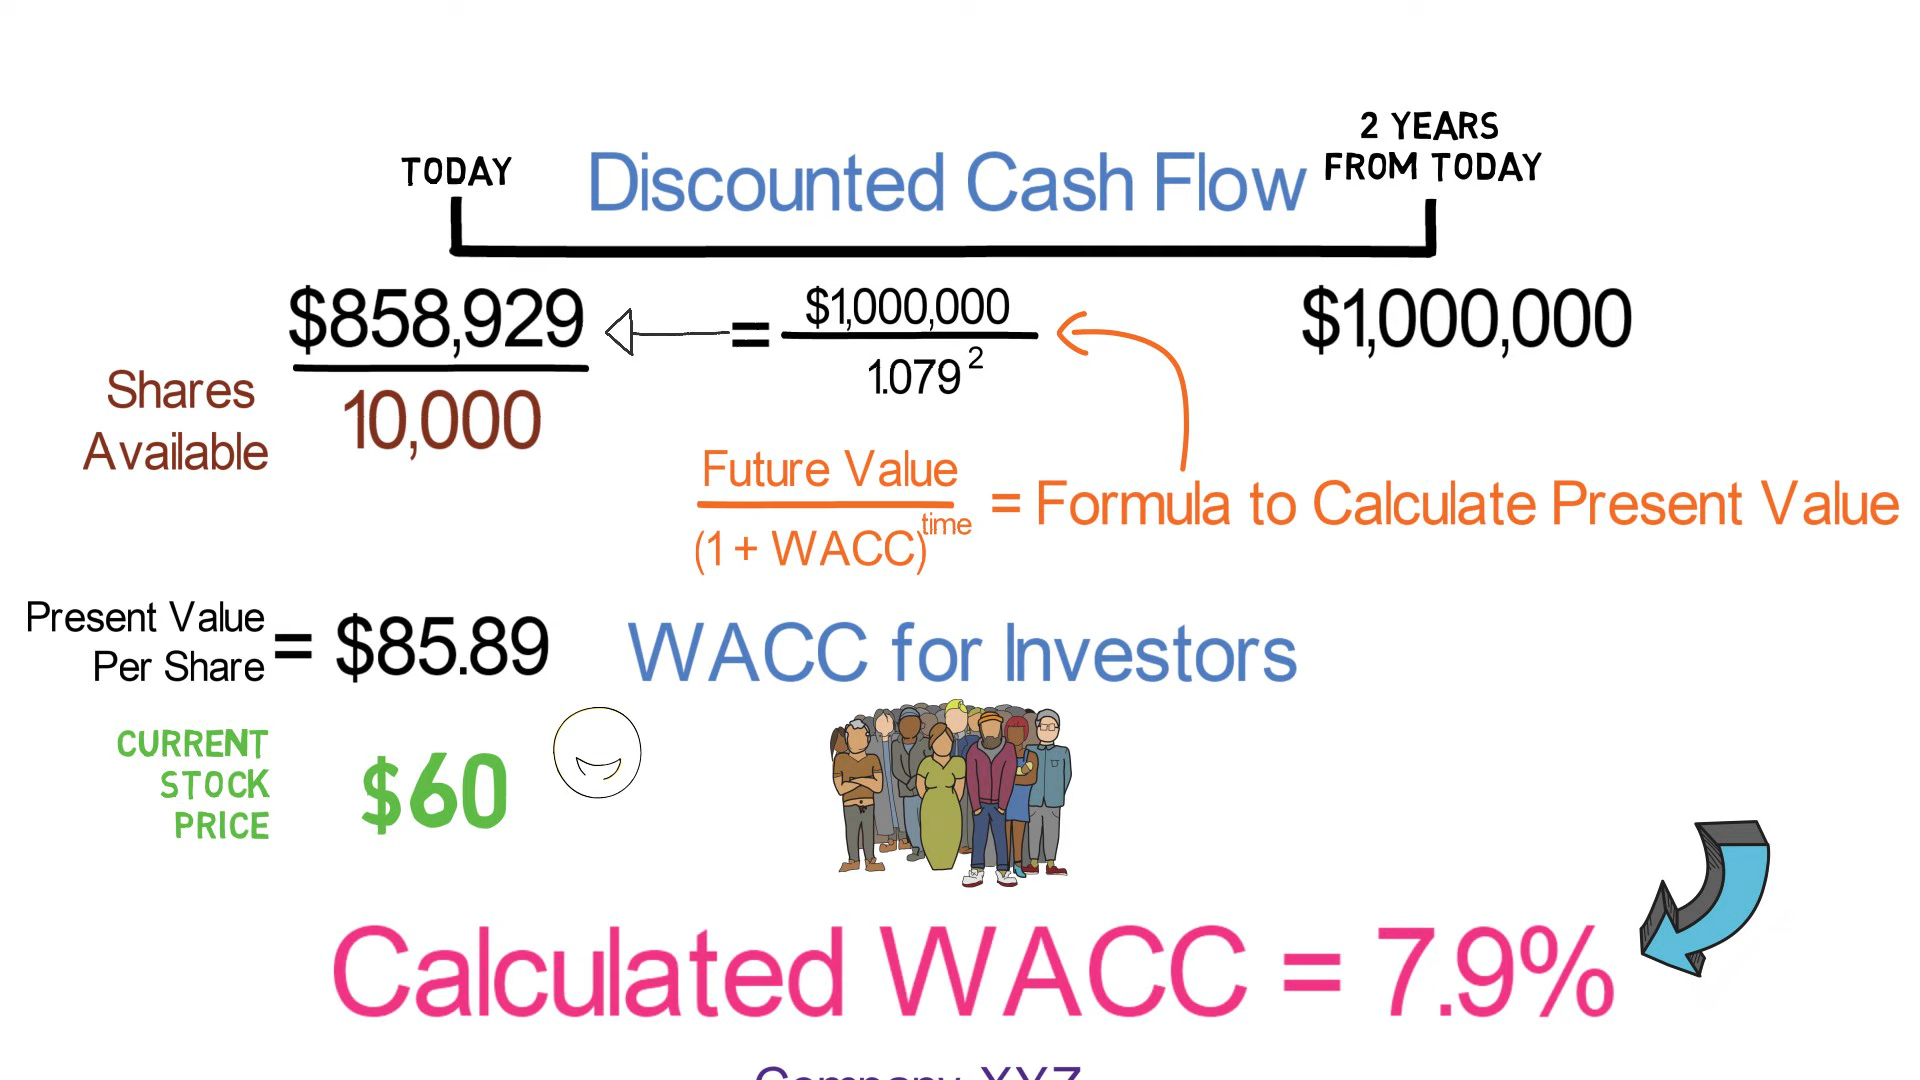 2 YEARS
FROM TODAY
TODAY
Discounted Cash Flow
$858,929
=
$1,000,000
1.079 2
$1,000,000
Shares
Available
10,000
Future Value
(1 + WACC) time
= Formula to Calculate Present Value
Present Value
Per Share
= $85.89
WACC for Investors
CURRENT
STOCK
PRICE
$60
Calculated WACC = 7.9%
Company XYZ